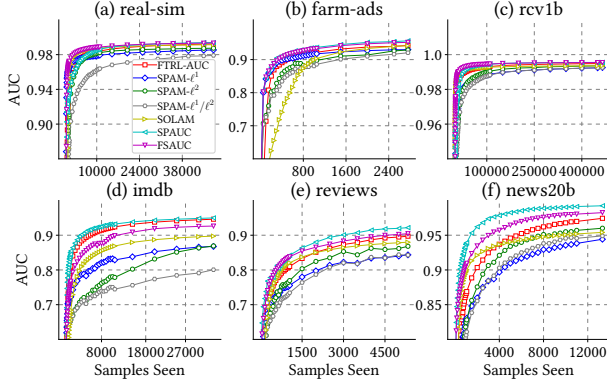 (a) real-sim
(b) farm-ads
(c) rcv1b
AUC
0.98
0.94
0.90
FTRL-AUC
SPAM-ℓ¹
SPAM-ℓ²
SPAM-ℓ¹/ℓ²
SOLAM
SPAUC
FSAUC
10000 24000 38000
0.9
0.8
0.7
800 1600 2400
1.00
0.98
0.96
0.94
100000 250000 400000
(d) imdb
(e) reviews
(f) news20b
AUC
0.9
0.8
0.7
8000 18000 27000
Samples Seen
0.9
0.8
0.7
1500 3000 4500
Samples Seen
0.95
0.85
4000 8000 12000
Samples Seen